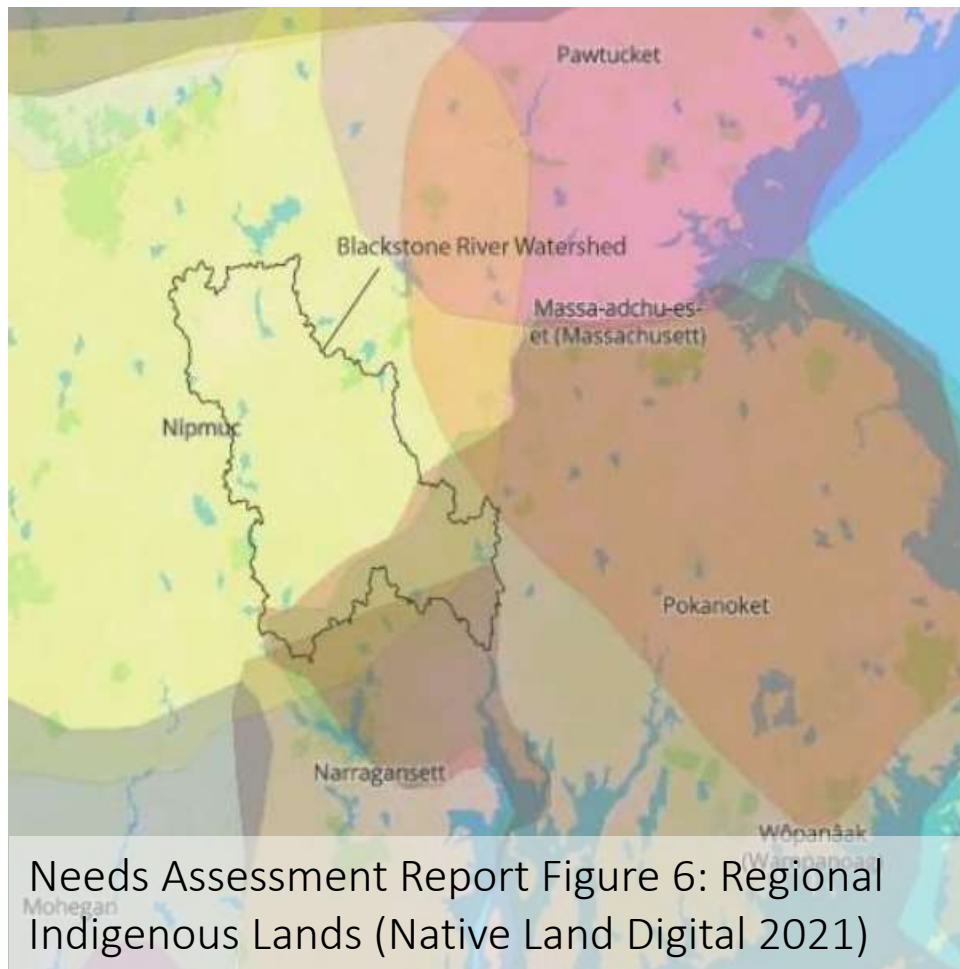 Pawtucket
Blackstone River Watershed
Massa-adchu-es-
et (Massachusett)
Nipmuc
Pokanoket
Narragansett
Wôpanâak
(Wampanoag)
Mohegan
Needs Assessment Report Figure 6: Regional
Indigenous Lands (Native Land Digital 2021)